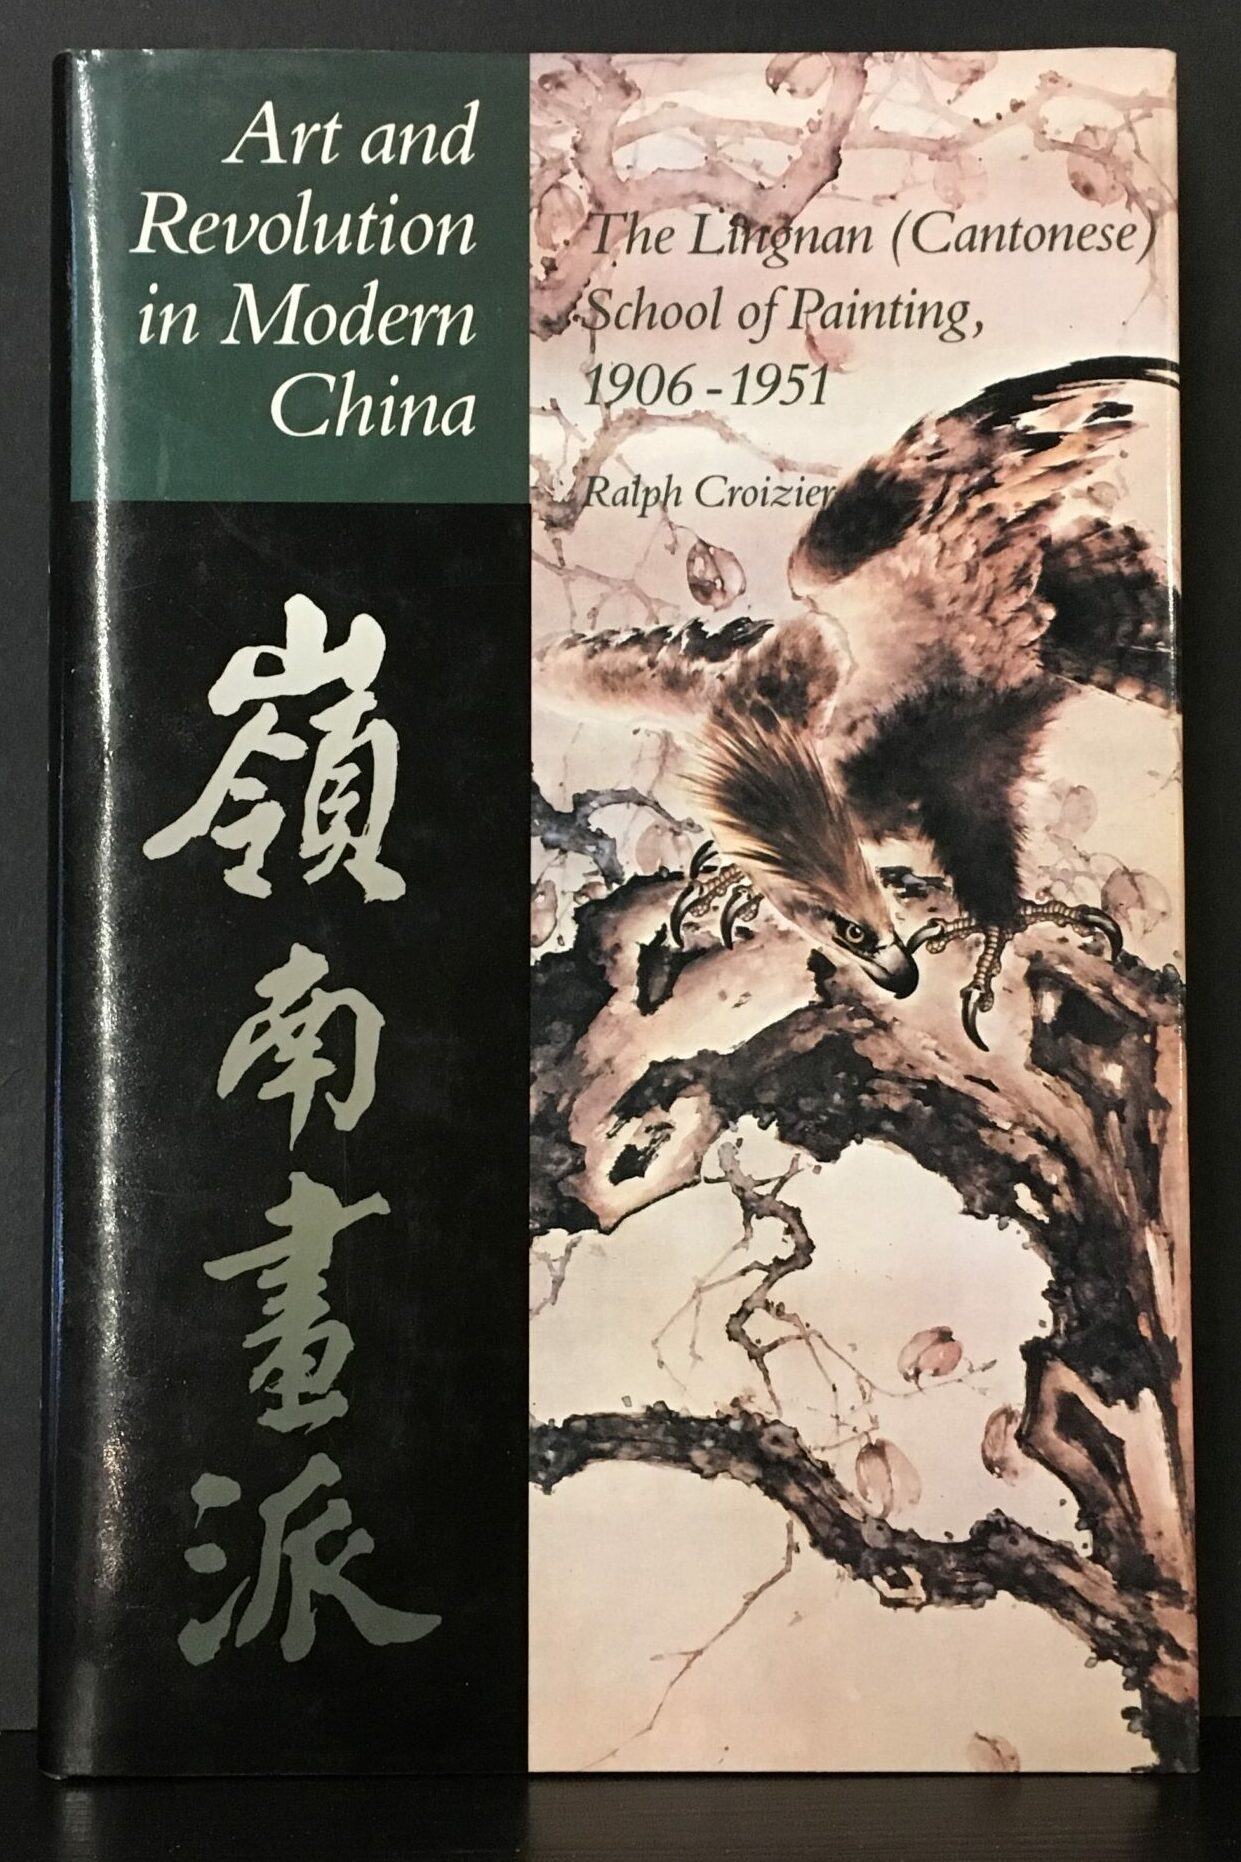 Art and
Revolution
in Modern
China
The Lingnan (Cantonese)
School of Painting,
1906-1951
Ralph Croizier
嶺南畫派